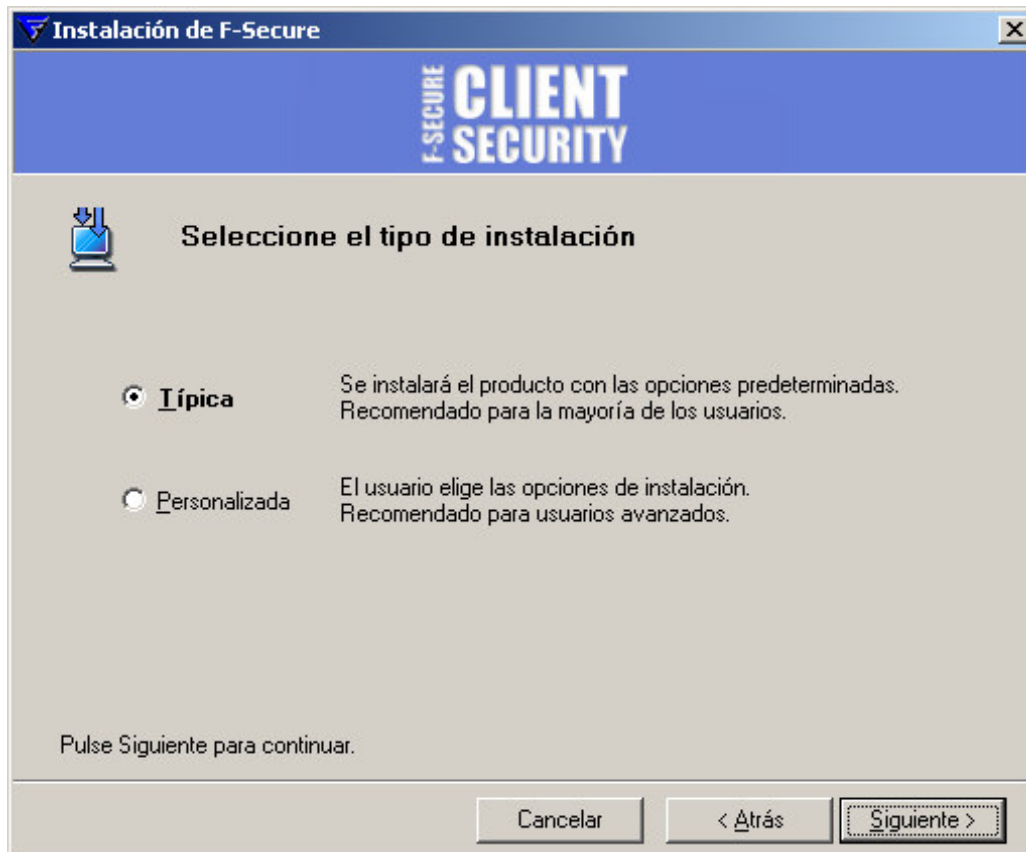 Instalación de F-Secure
F-SECURE
CLIENT
SECURITY
Seleccione el tipo de instalación
Típica
Se instalará el producto con las opciones predeterminadas.
Recomendado para la mayoría de los usuarios.
Personalizada
El usuario elige las opciones de instalación.
Recomendado para usuarios avanzados.
Pulse Siguiente para continuar.
Cancelar
< Atrás
Siguiente >